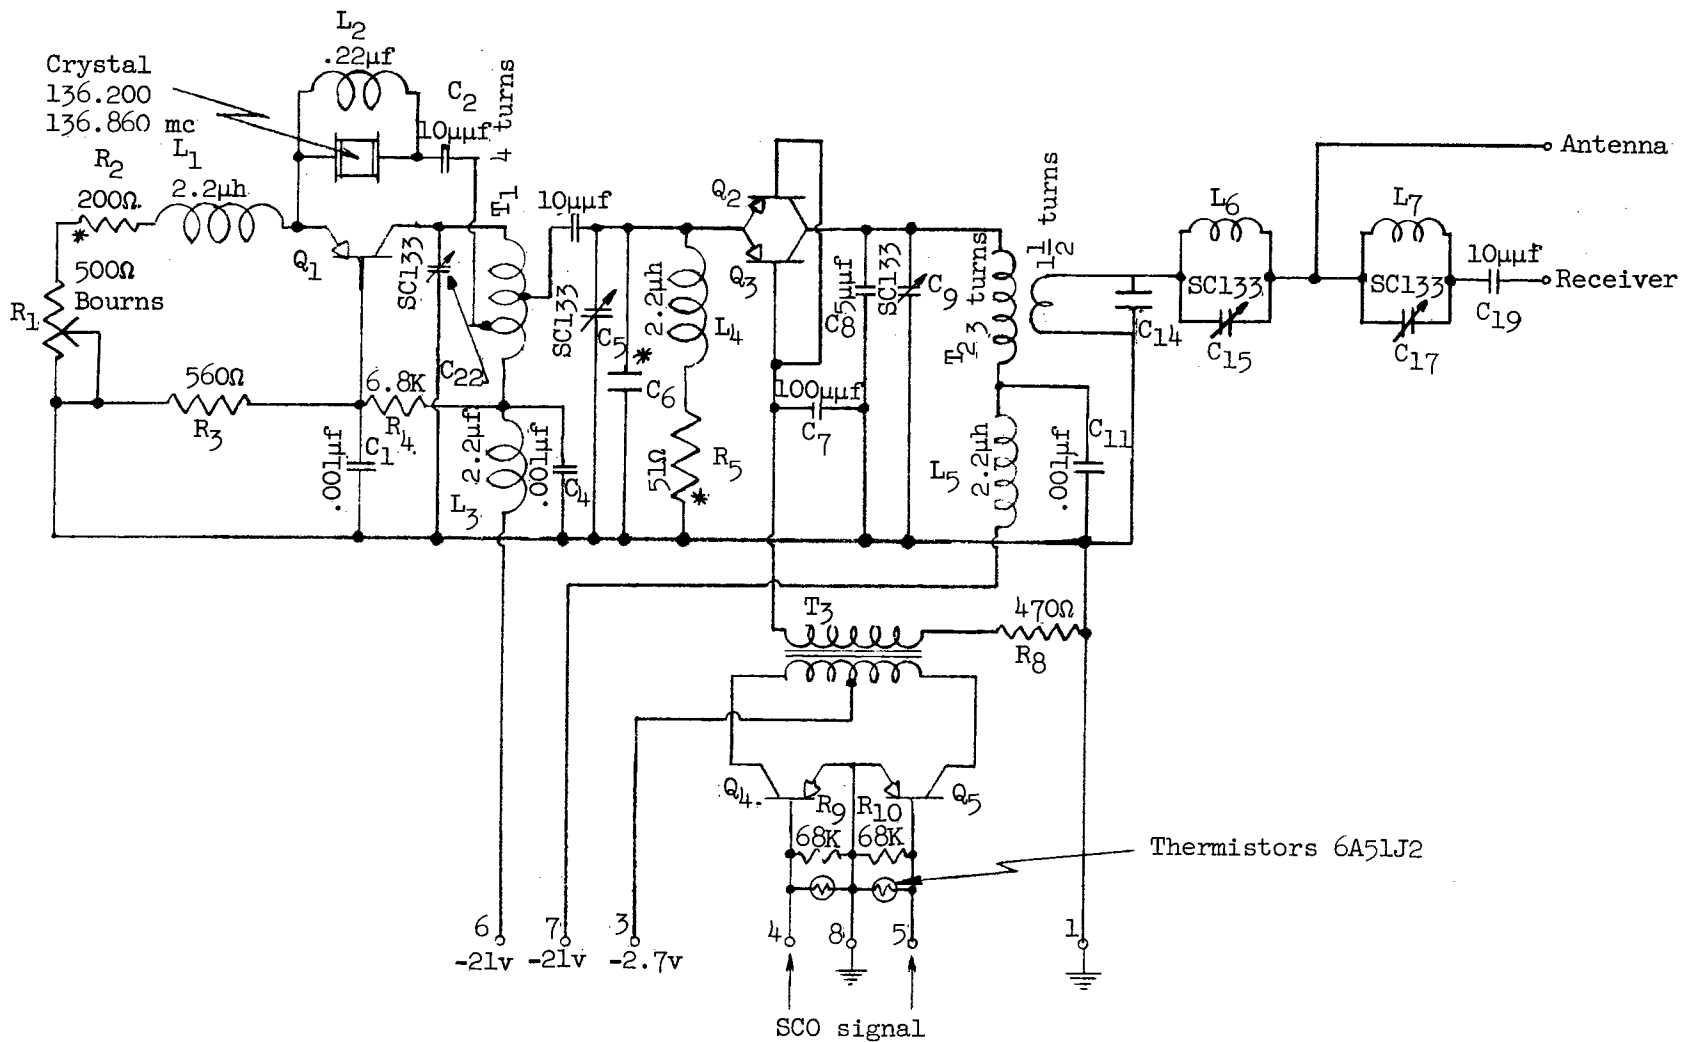 L2
.22µf
Crystal
136.200
136.860 mc
C2
10µµf
4 turns
R2
200Ω
*
L1
2.2µh
T1
10µµf
Q1
500Ω
Bourns
R1
SC133
C22
560Ω
R3
6.8K
R4
.001µf
C1
2.2µf
L3
.001µf
C4
SC133
C5
*
C6
2.2µh
L4
51Ω
R5
*
Q2
Q3
100µµf
C7
5µµf
C8
SC133
C9
T2
3 turns
1 1/2 turns
L5
2.2µh
.001µf
C11
C14
L6
SC133
C15
L7
SC133
C17
10µµf
C19
Antenna
Receiver
T3
470Ω
R8
Q4
Q5
R9
68K
R10
68K
Thermistors 6A51J2
6
-21v
7
-21v
3
-2.7v
4
8
5
1
SCO signal